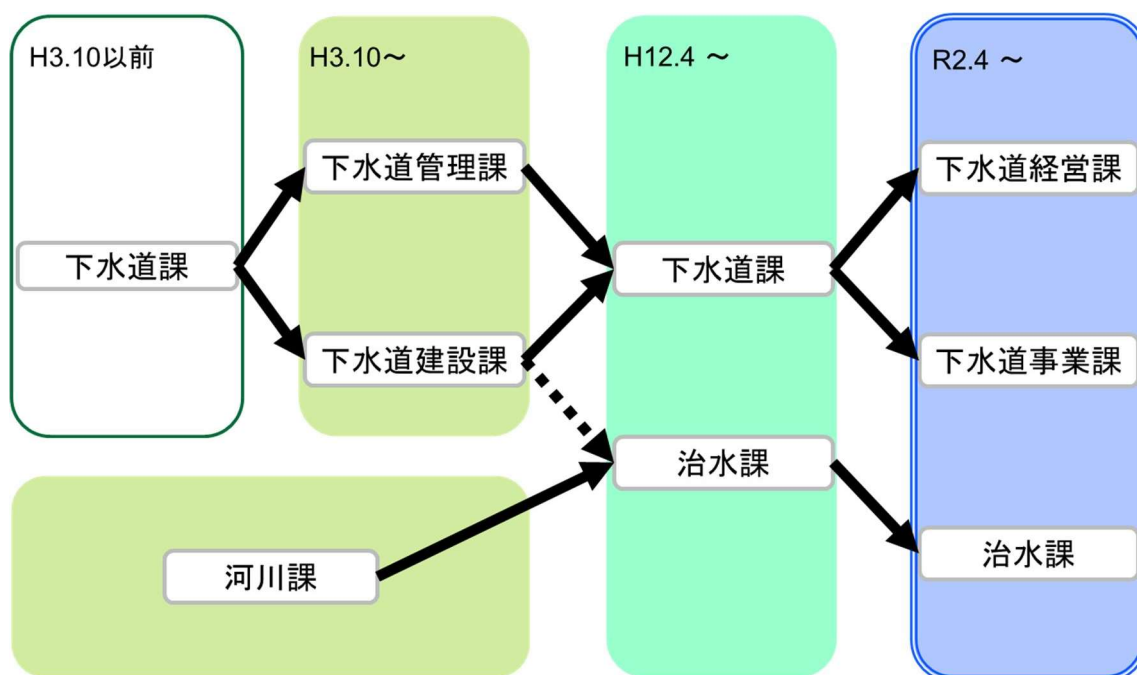 H3.10以前
H3.10～
H12.4 ～
R2.4 ～
下水道管理課
下水道経営課
下水道課
下水道課
下水道建設課
下水道事業課
治水課
治水課
河川課